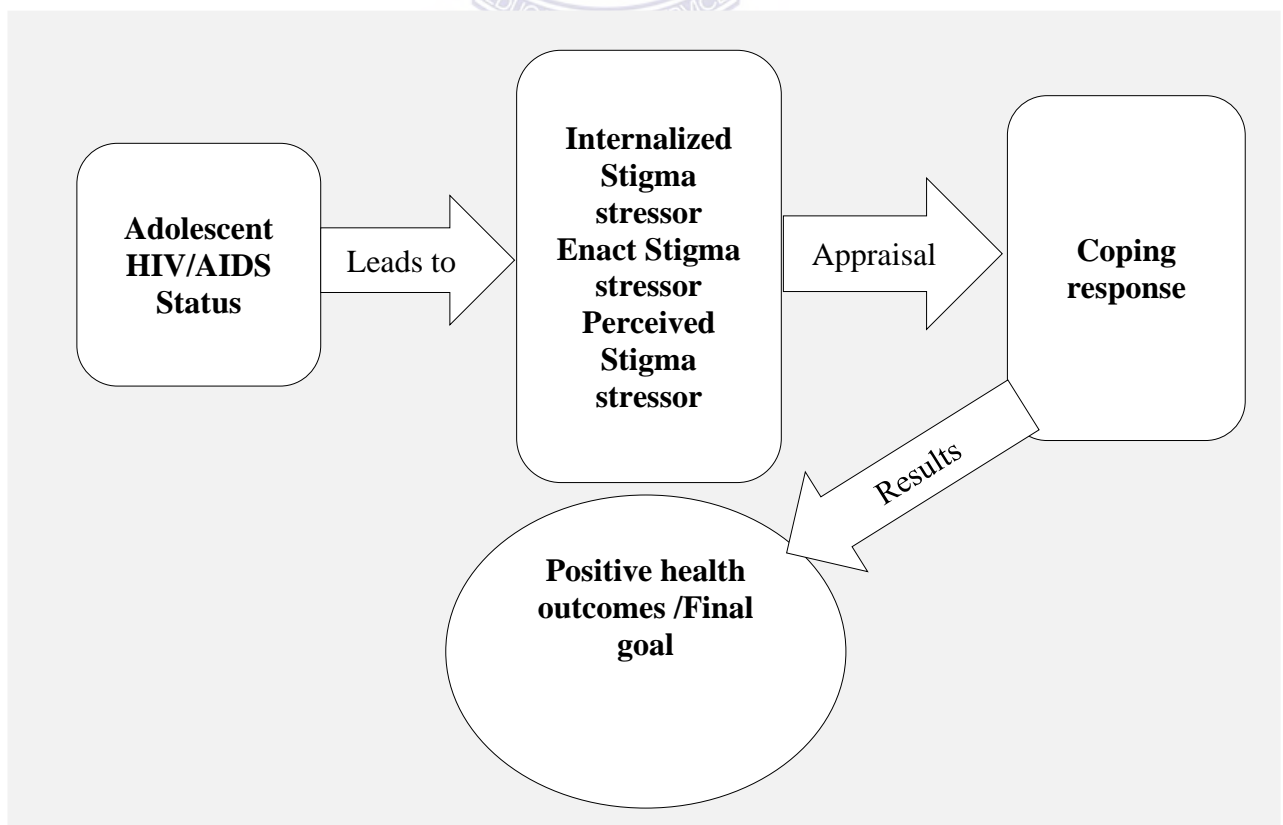 Adolescent
HIV/AIDS
Status
Leads to
Internalized
Stigma
stressor
Enact Stigma
stressor
Perceived
Stigma
stressor
Appraisal
Coping
response
Results
Positive health
outcomes /Final
goal